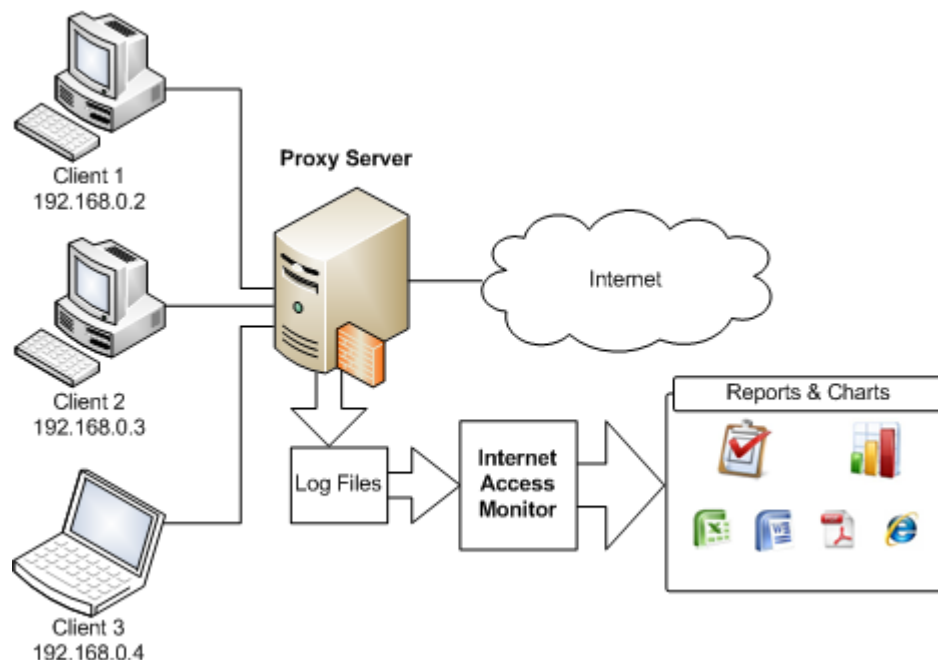 Client 1
192.168.0.2
Proxy Server
Internet
Client 2
192.168.0.3
Reports & Charts
Log Files
Internet
Access
Monitor
Client 3
192.168.0.4